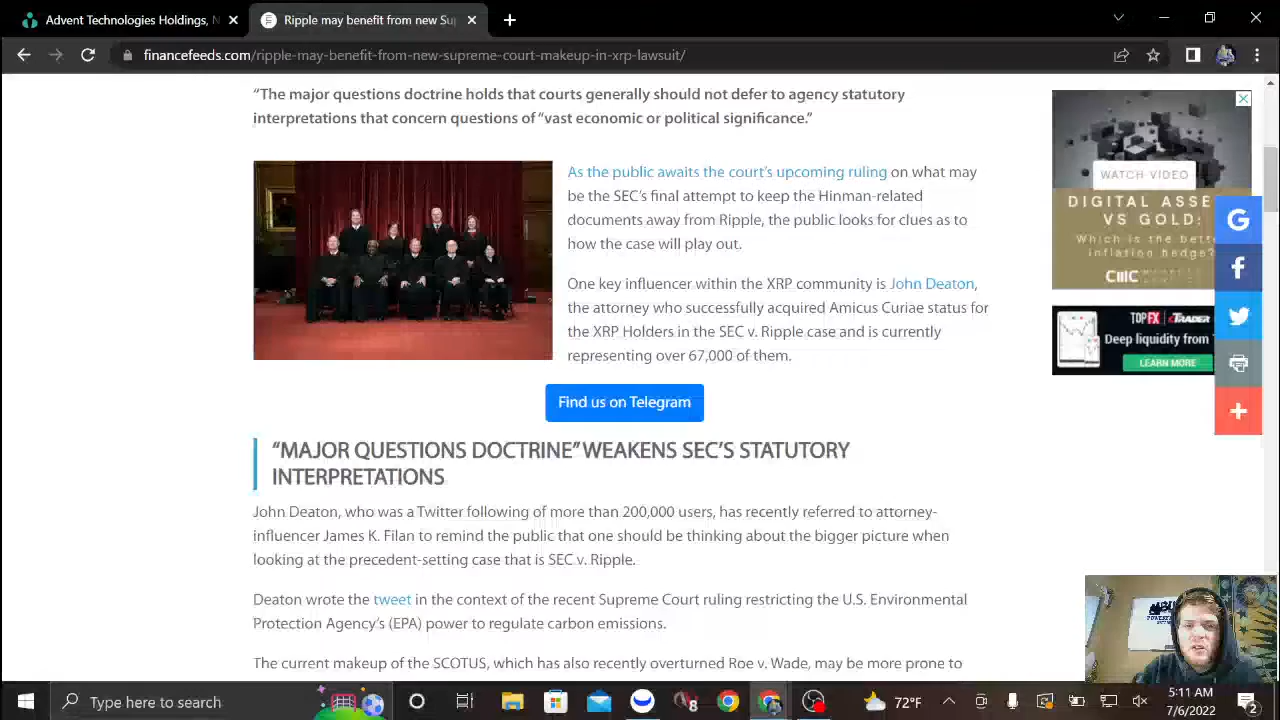 Advent Technologies Holdings, N
Ripple may benefit from new Sup
financefeeds.com/ripple-may-benefit-from-new-supreme-court-makeup-in-xrp-lawsuit/
“The major questions doctrine holds that courts generally should not defer to agency statutory
interpretations that concern questions of “vast economic or political significance.”
As the public awaits the court’s upcoming ruling on what may
be the SEC’s final attempt to keep the Hinman-related
documents away from Ripple, the public looks for clues as to
how the case will play out.
One key influencer within the XRP community is John Deaton,
the attorney who successfully acquired Amicus Curiae status for
the XRP Holders in the SEC v. Ripple case and is currently
representing over 67,000 of them.
WATCH VIDEO
DIGITAL ASSE
VS GOLD:
Which is the bett
inflation hedge?
TOPFX cTRADER
Deep liquidity from
LEARN MORE
Find us on Telegram
“MAJOR QUESTIONS DOCTRINE” WEAKENS SEC’S STATUTORY
INTERPRETATIONS
John Deaton, who was a Twitter following of more than 200,000 users, has recently referred to attorney-
influencer James K. Filan to remind the public that one should be thinking about the bigger picture when
looking at the precedent-setting case that is SEC v. Ripple.
Deaton wrote the tweet in the context of the recent Supreme Court ruling restricting the U.S. Environmental
Protection Agency’s (EPA) power to regulate carbon emissions.
The current makeup of the SCOTUS, which has also recently overturned Roe v. Wade, may be more prone to
Type here to search
72°F
5:11 AM
7/6/2022
2